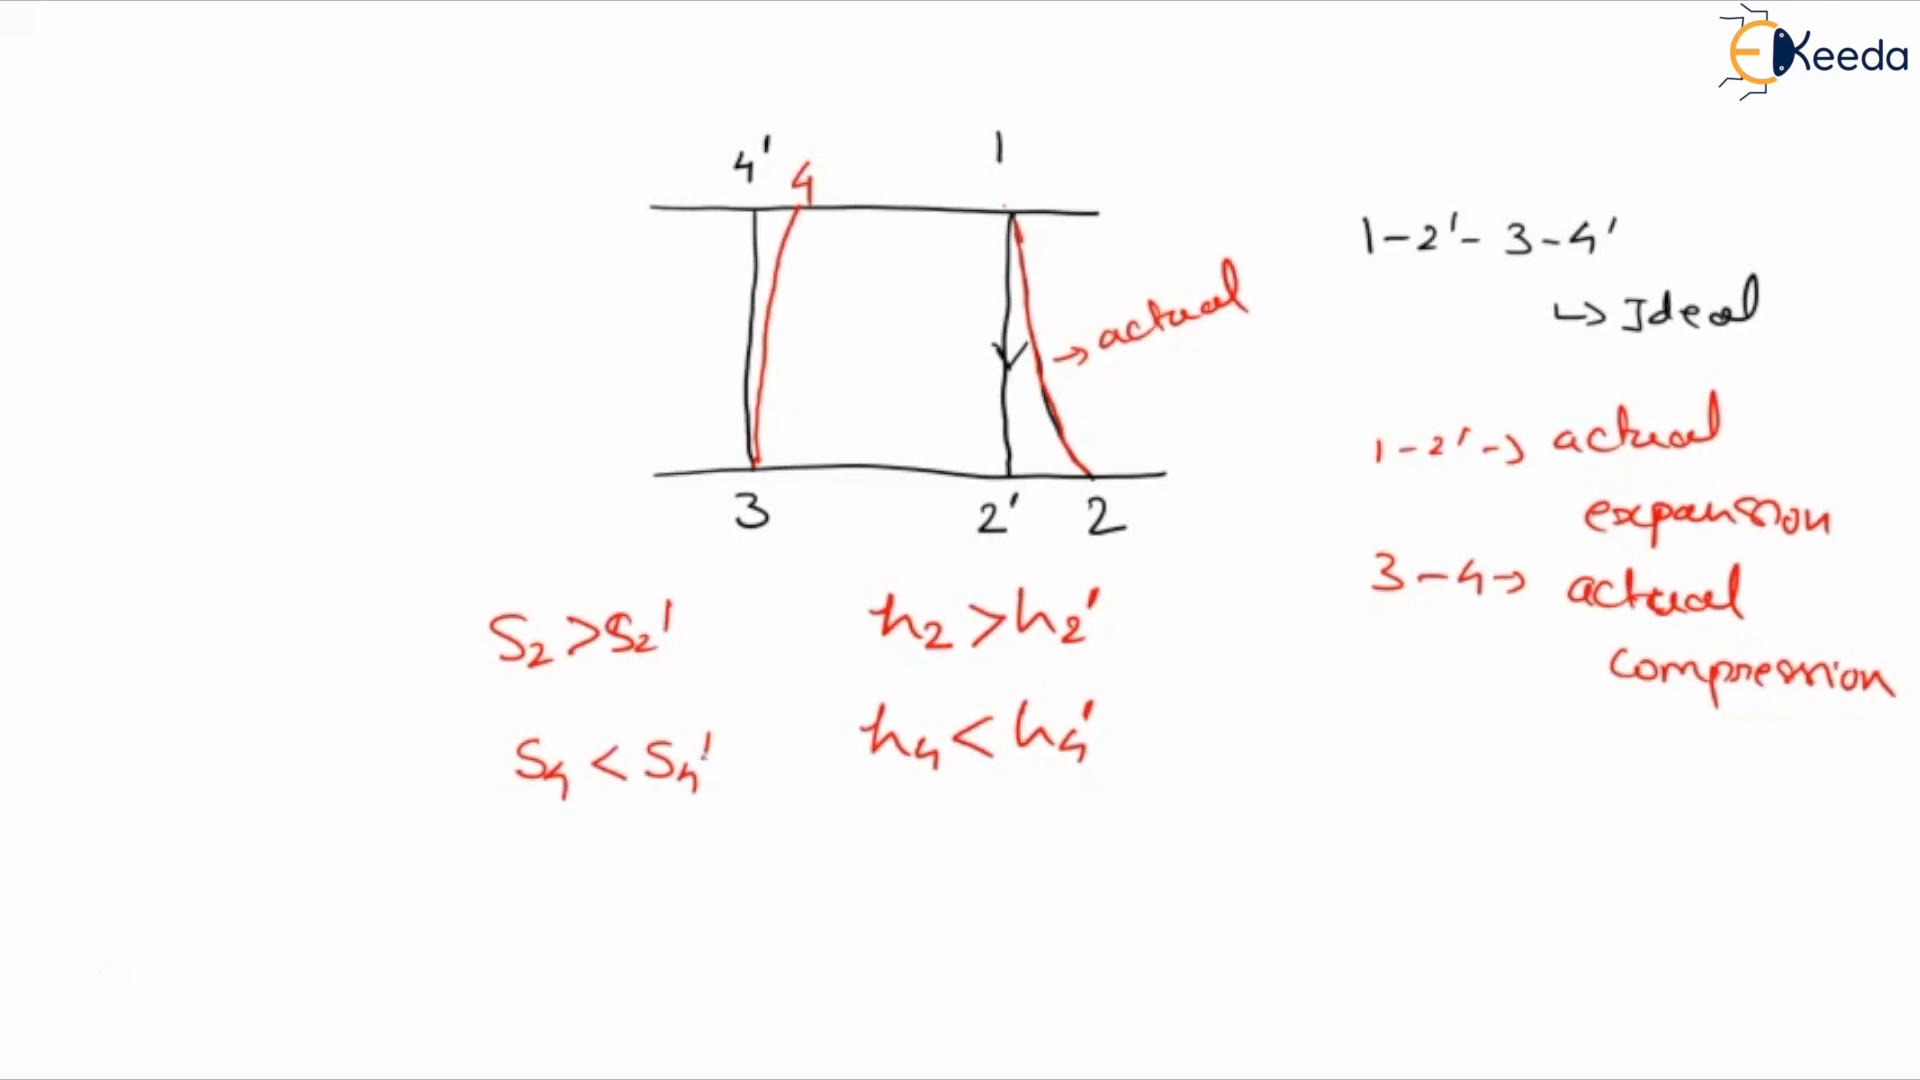 EKeeda
4' 4 1
→ actual
3 2' 2
1-2'-3-4'
↳ Ideal
1-2' → actual
expansion
3-4 → actual
compression
S₂ > S₂' h₂ > h₂'
S₄ < S₄' h₄ < h₄'